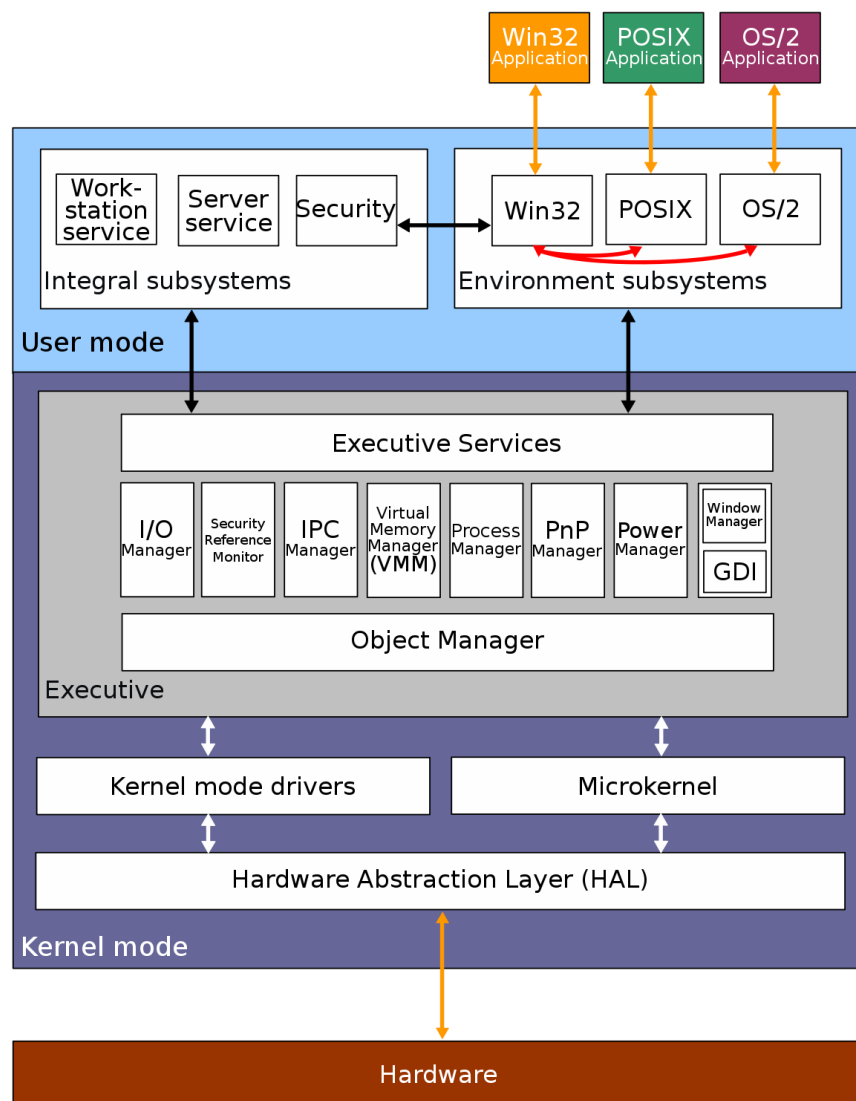 Win32
Application
POSIX
Application
OS/2
Application
Work-
station
service
Server
service
Security
Win32
POSIX
OS/2
Integral subsystems
Environment subsystems
User mode
Executive Services
I/O
Manager
Security
Reference
Monitor
IPC
Manager
Virtual
Memory
Manager
(VMM)
Process
Manager
PnP
Manager
Power
Manager
Window
Manager
GDI
Object Manager
Executive
Kernel mode drivers
Microkernel
Hardware Abstraction Layer (HAL)
Kernel mode
Hardware